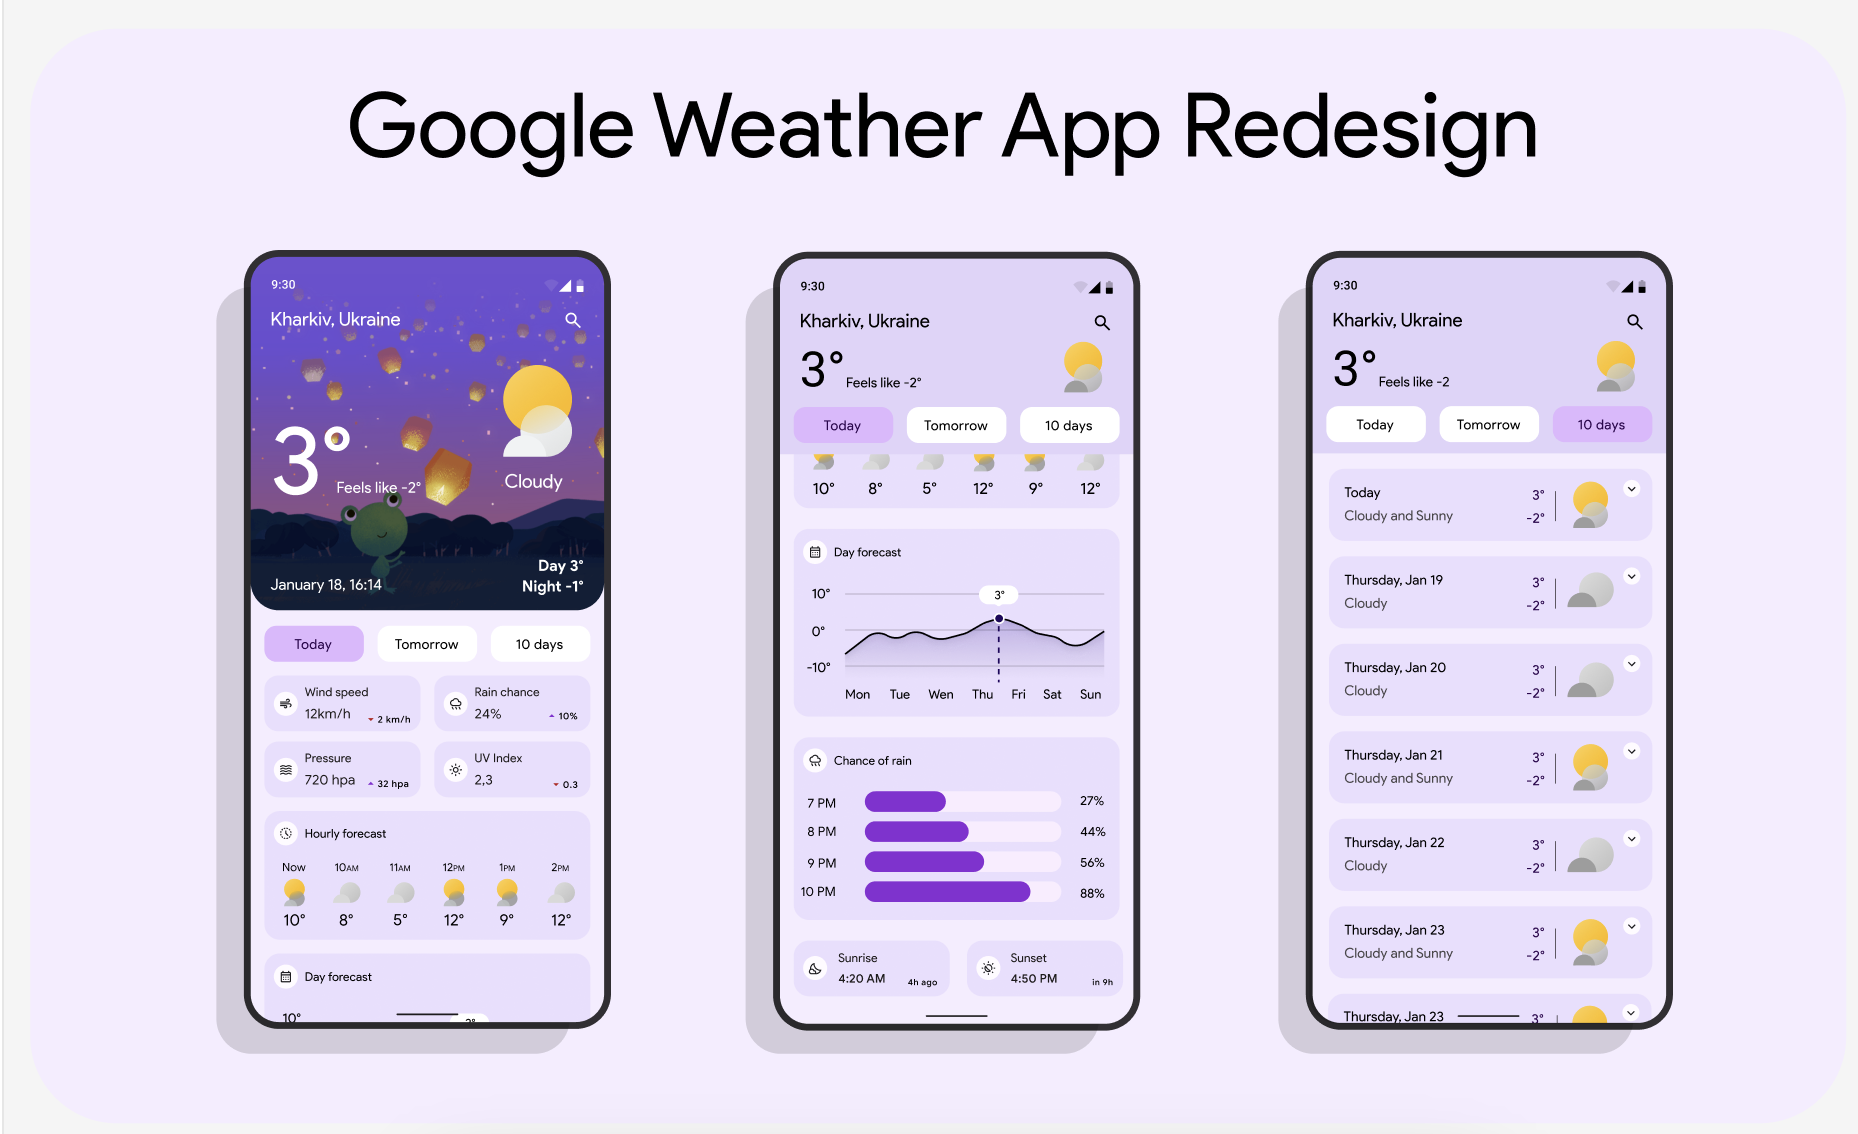 Google Weather App Redesign
9:30
Kharkiv, Ukraine
3°
Feels like -2°
Cloudy
January 18, 16:14
Day 3°
Night -1°
Today Tomorrow 10 days
Wind speed
12km/h 2 km/h
Rain chance
24% 10%
Pressure
720 hpa 32 hpa
UV Index
2,3 0.3
Hourly forecast
Now 10AM 11AM 12PM 1PM 2PM
10° 8° 5° 12° 9° 12°
Day forecast
10°
9:30
Kharkiv, Ukraine
3° Feels like -2°
Today Tomorrow 10 days
10° 8° 5° 12° 9° 12°
Day forecast
10°
3°
0°
-10°
Mon Tue Wen Thu Fri Sat Sun
Chance of rain
7 PM 27%
8 PM 44%
9 PM 56%
10 PM 88%
Sunrise
4:20 AM 4h ago
Sunset
4:50 PM in 9h
9:30
Kharkiv, Ukraine
3° Feels like -2
Today Tomorrow 10 days
Today 3°
Cloudy and Sunny -2°
Thursday, Jan 19 3°
Cloudy -2°
Thursday, Jan 20 3°
Cloudy -2°
Thursday, Jan 21 3°
Cloudy and Sunny -2°
Thursday, Jan 22 3°
Cloudy -2°
Thursday, Jan 23 3°
Cloudy and Sunny -2°
Thursday, Jan 23 3°